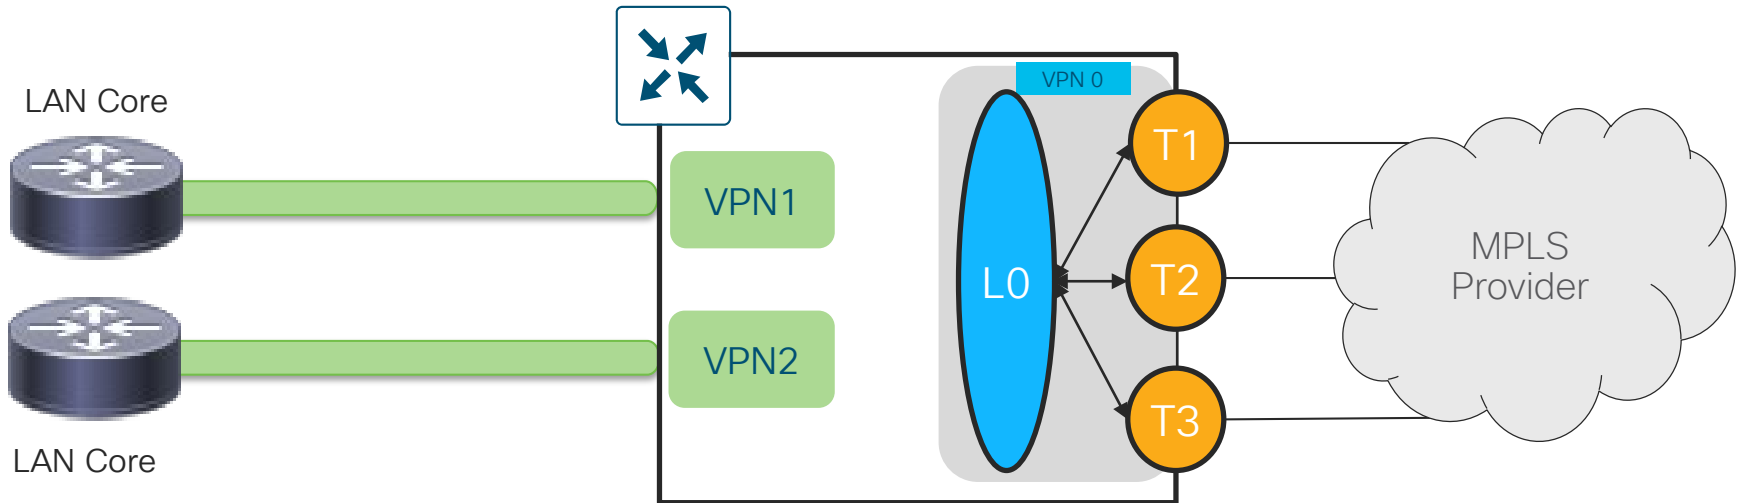 LAN Core
VPN 0
T1
VPN1
L0
T2
MPLS
Provider
VPN2
T3
LAN Core